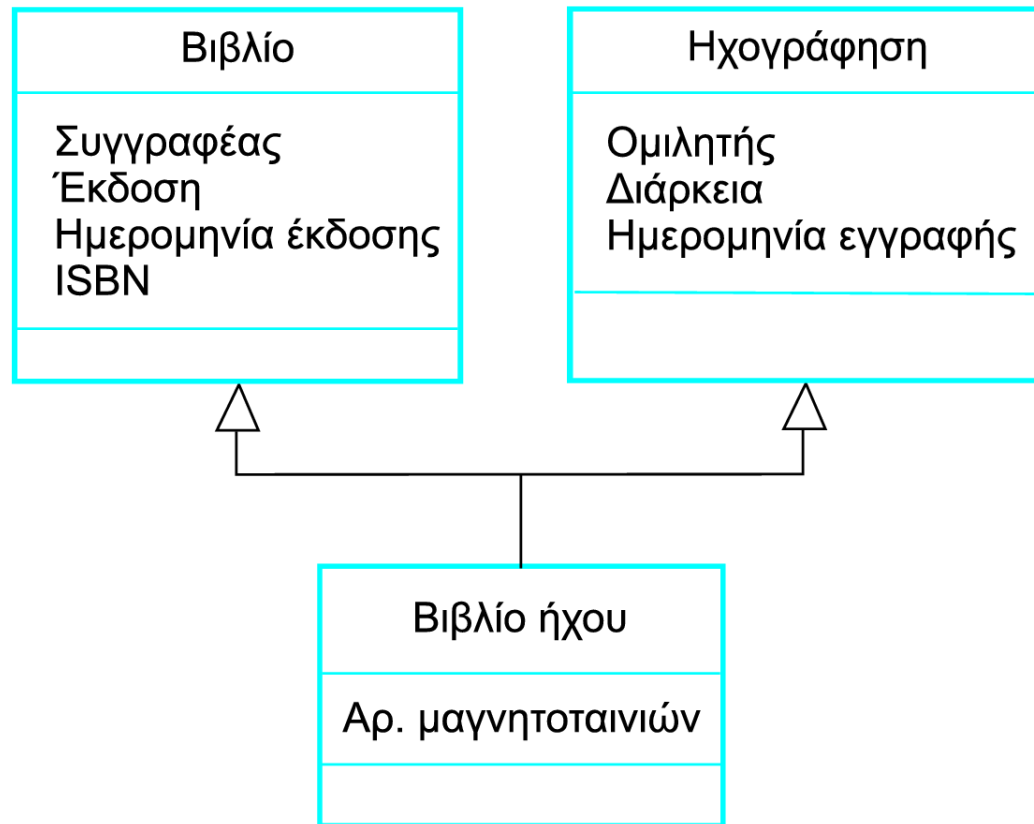 Βιβλίο
Συγγραφέας
Έκδοση
Ημερομηνία έκδοσης
ISBN
Ηχογράφηση
Ομιλητής
Διάρκεια
Ημερομηνία εγγραφής
Βιβλίο ήχου
Αρ. μαγνητοταινιών